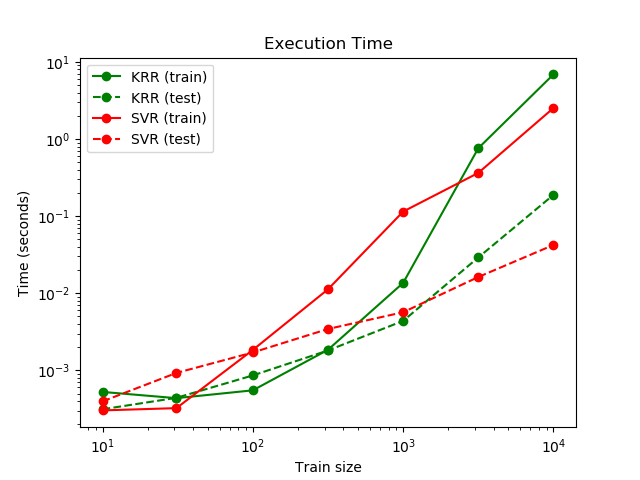 Execution Time
KRR (train)
KRR (test)
SVR (train)
SVR (test)
Time (seconds)
10¹
10⁰
10⁻¹
10⁻²
10⁻³
10¹ 10² 10³ 10⁴
Train size